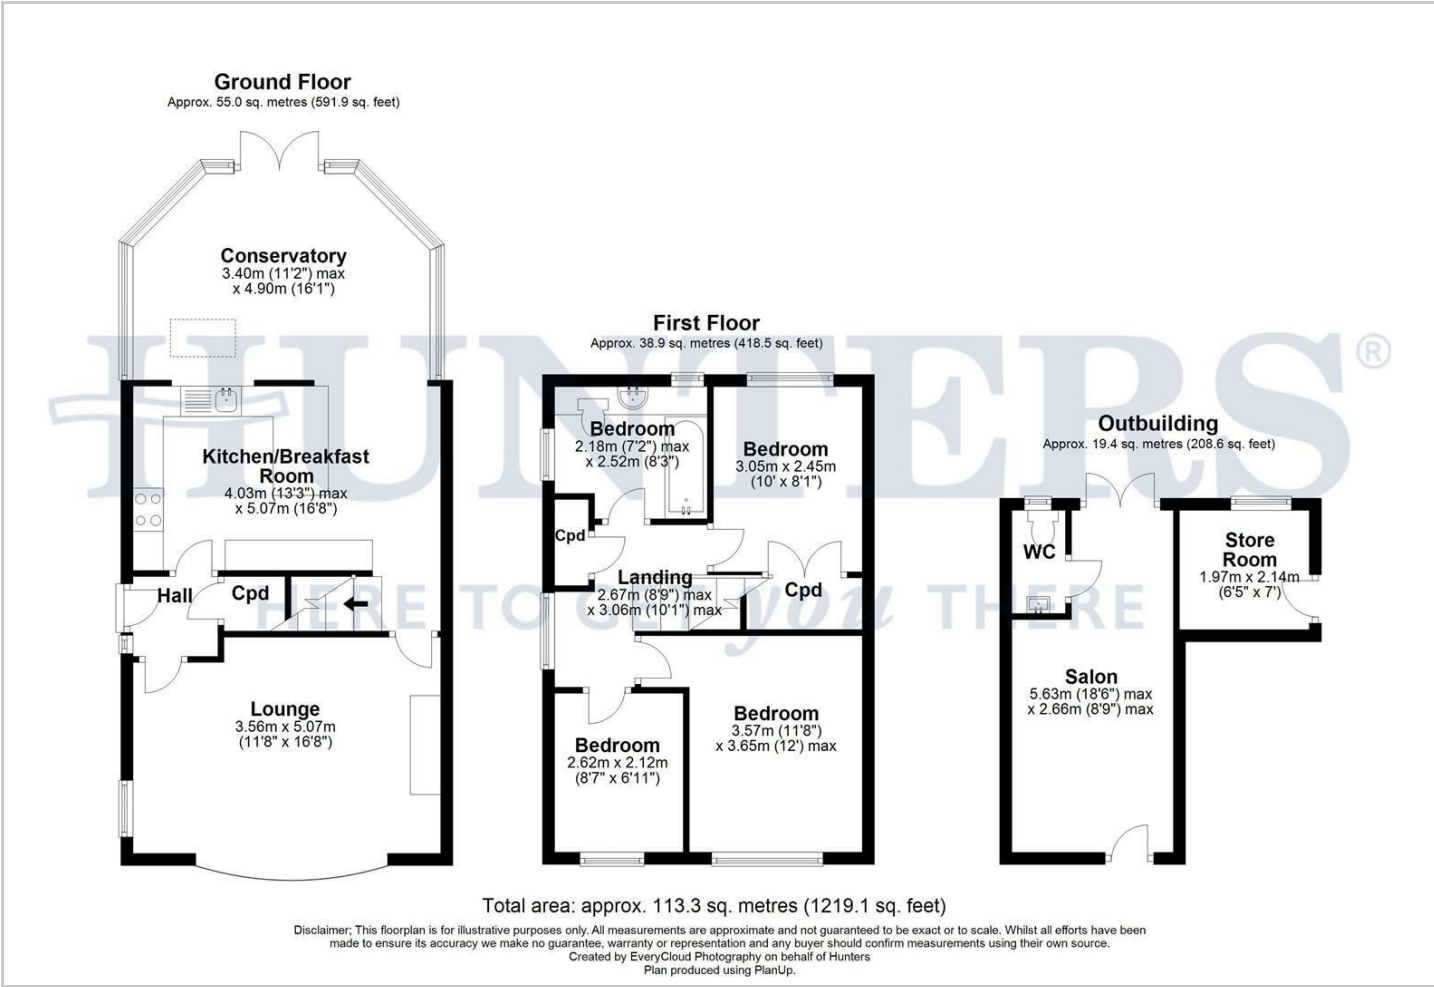 Ground Floor
Approx. 55.0 sq. metres (591.9 sq. feet)
Conservatory
3.40m (11'2") max
x 4.90m (16'1")
Kitchen/Breakfast
Room
4.03m (13'3") max
x 5.07m (16'8")
Hall
Cpd
Lounge
3.56m x 5.07m
(11'8" x 16'8")
First Floor
Approx. 38.9 sq. metres (418.5 sq. feet)
Bedroom
2.18m (7'2") max
x 2.52m (8'3")
Bedroom
3.05m x 2.45m
(10' x 8'1")
Cpd
Landing
2.67m (8'9") max
x 3.06m (10'1") max
Cpd
Bedroom
2.62m x 2.12m
(8'7" x 6'11")
Bedroom
3.57m (11'8")
x 3.65m (12') max
Outbuilding
Approx. 19.4 sq. metres (208.6 sq. feet)
WC
Store
Room
1.97m x 2.14m
(6'5" x 7')
Salon
5.63m (18'6") max
x 2.66m (8'9") max
HUNTERS®
HERE TO GET you THERE
Total area: approx. 113.3 sq. metres (1219.1 sq. feet)
Disclaimer; This floorplan is for illustrative purposes only. All measurements are approximate and not guaranteed to be exact or to scale. Whilst all efforts have been
made to ensure its accuracy we make no guarantee, warranty or representation and any buyer should confirm measurements using their own source.
Created by EveryCloud Photography on behalf of Hunters
Plan produced using PlanUp.